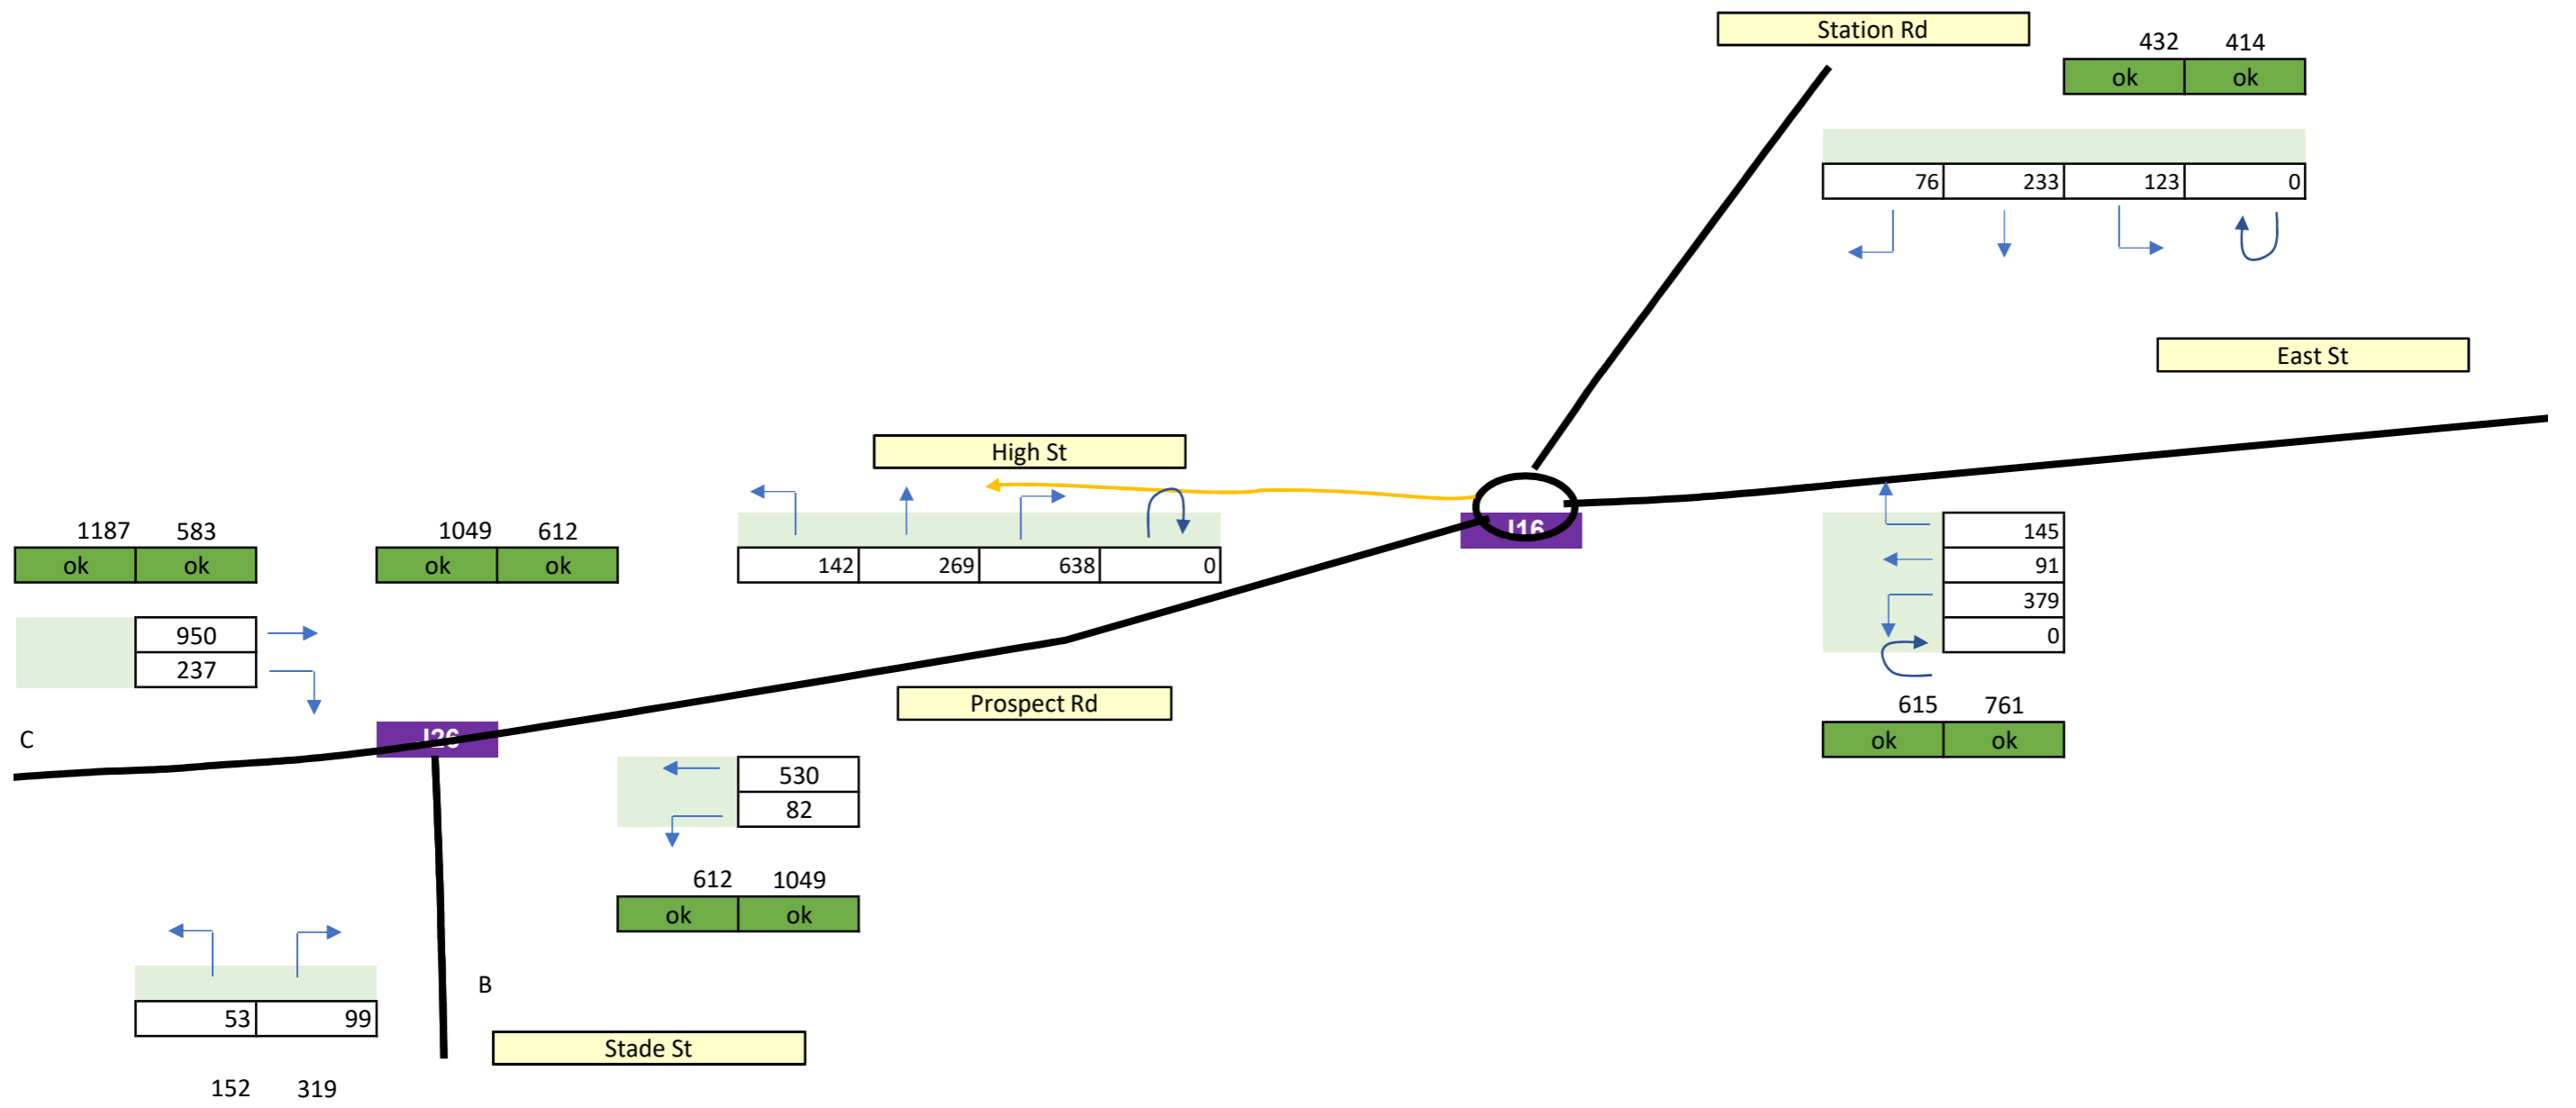 Station Rd
432 414
ok ok
76 233 123 0
East St
High St
1187 583
ok ok
1049 612
ok ok
142 269 638 0
J16
145
91
379
0
950
237
615 761
ok ok
Prospect Rd
C
J26
530
82
612 1049
ok ok
B
53 99
Stade St
152 319